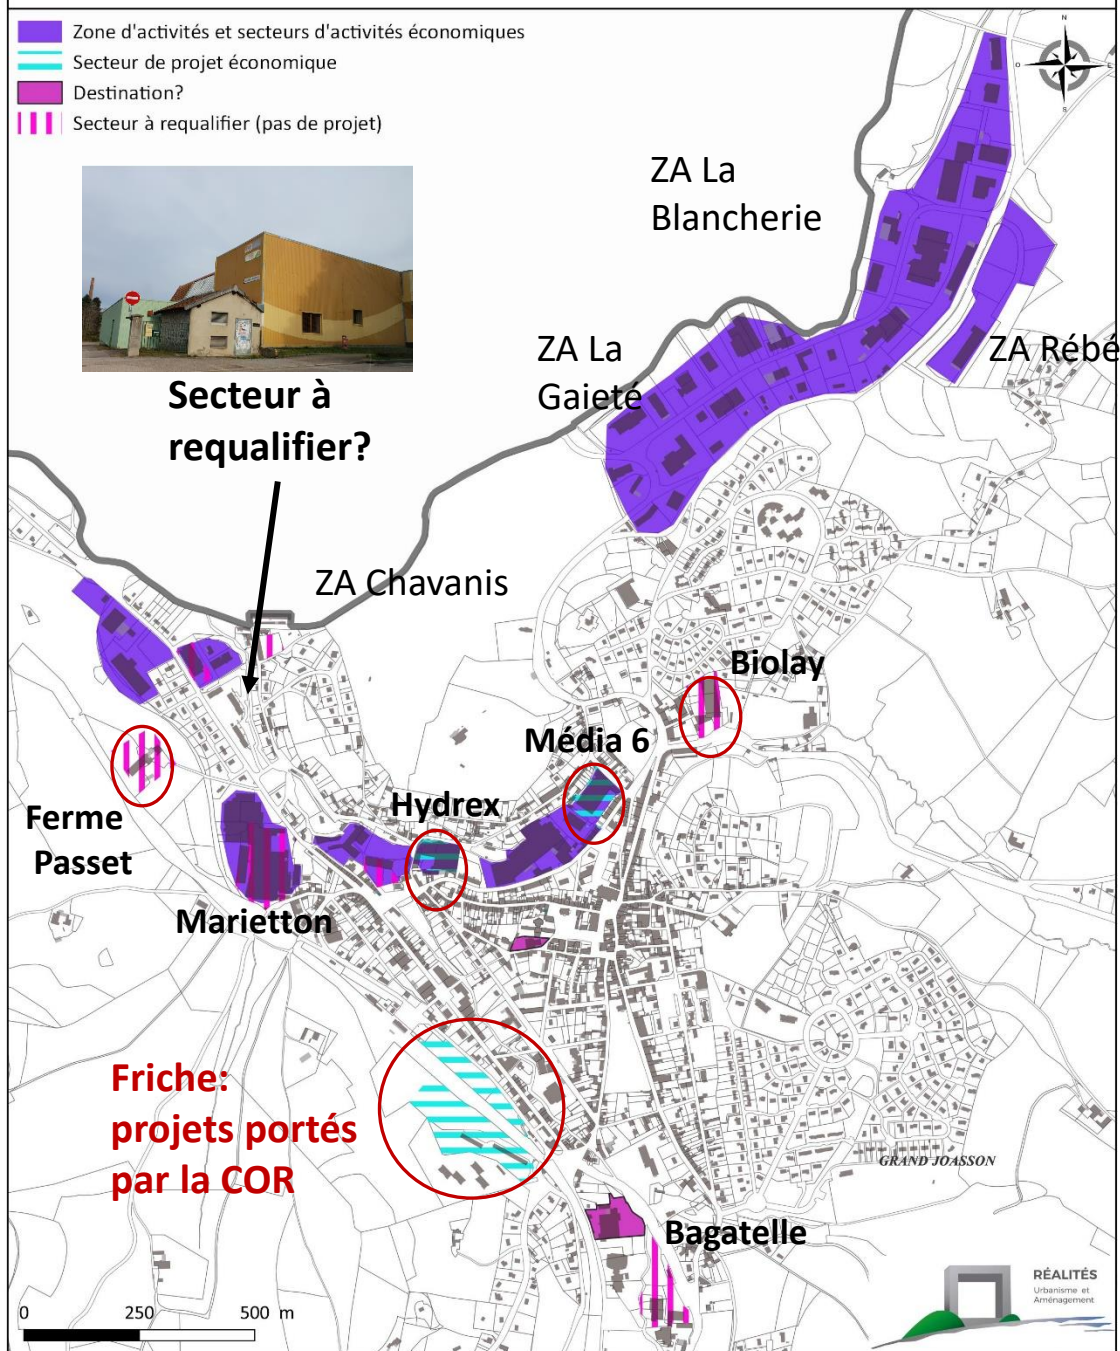 Zone d'activités et secteurs d'activités économiques
Secteur de projet économique
Destination?
Secteur à requalifier (pas de projet)
N
O
E
S
ZA La
Blancherie
ZA La
Gaieté
ZA Rébé
Secteur à
requalifier?
ZA Chavanis
Biolay
Média 6
Hydrex
Ferme
Passet
Marietton
Friche:
projets portés
par la COR
GRAND JOASSON
Bagatelle
0 250 500 m
RÉALITÉS
Urbanisme et
Aménagement